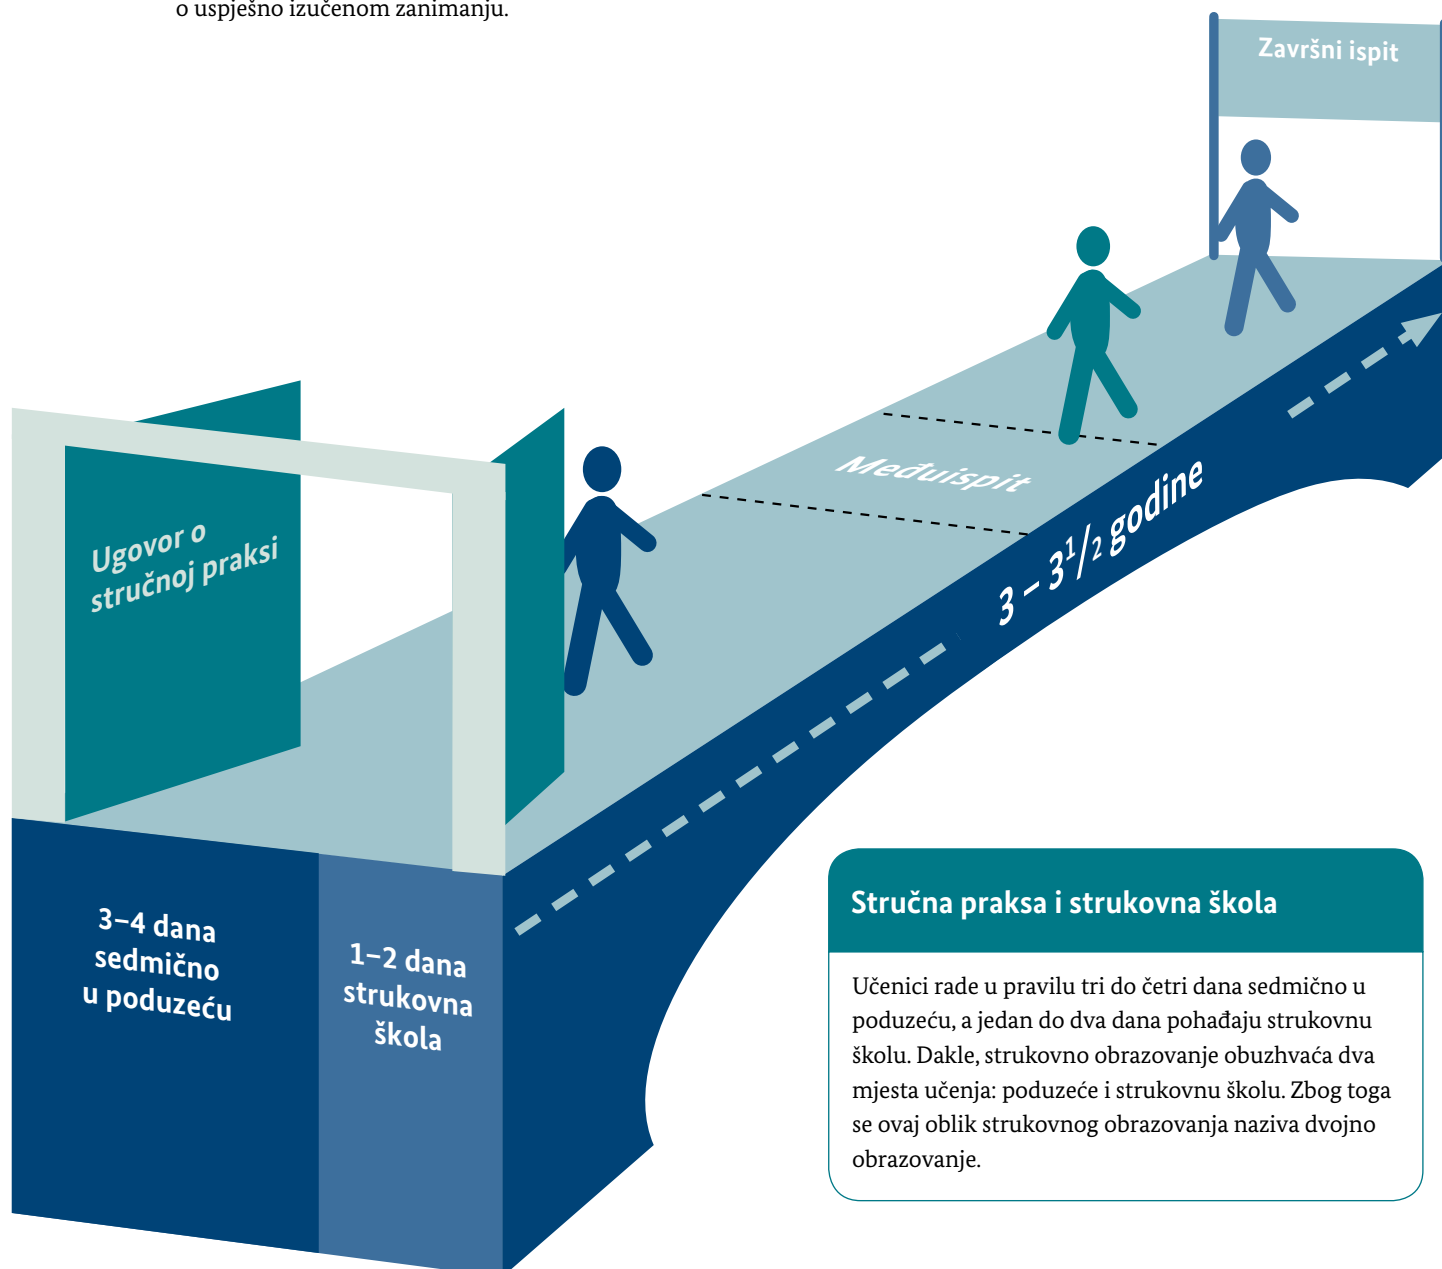 o uspješno izučenom zanimanju.
Završni ispit
Međuispit
Ugovor o
stručnoj praksi
3 – 3 1/2 godine
3–4 dana
sedmično
u poduzeću
1–2 dana
strukovna
škola
Stručna praksa i strukovna škola
Učenici rade u pravilu tri do četri dana sedmično u
poduzeću, a jedan do dva dana pohađaju strukovnu
školu. Dakle, strukovno obrazovanje obuzhvaća dva
mjesta učenja: poduzeće i strukovnu školu. Zbog toga
se ovaj oblik strukovnog obrazovanja naziva dvojno
obrazovanje.